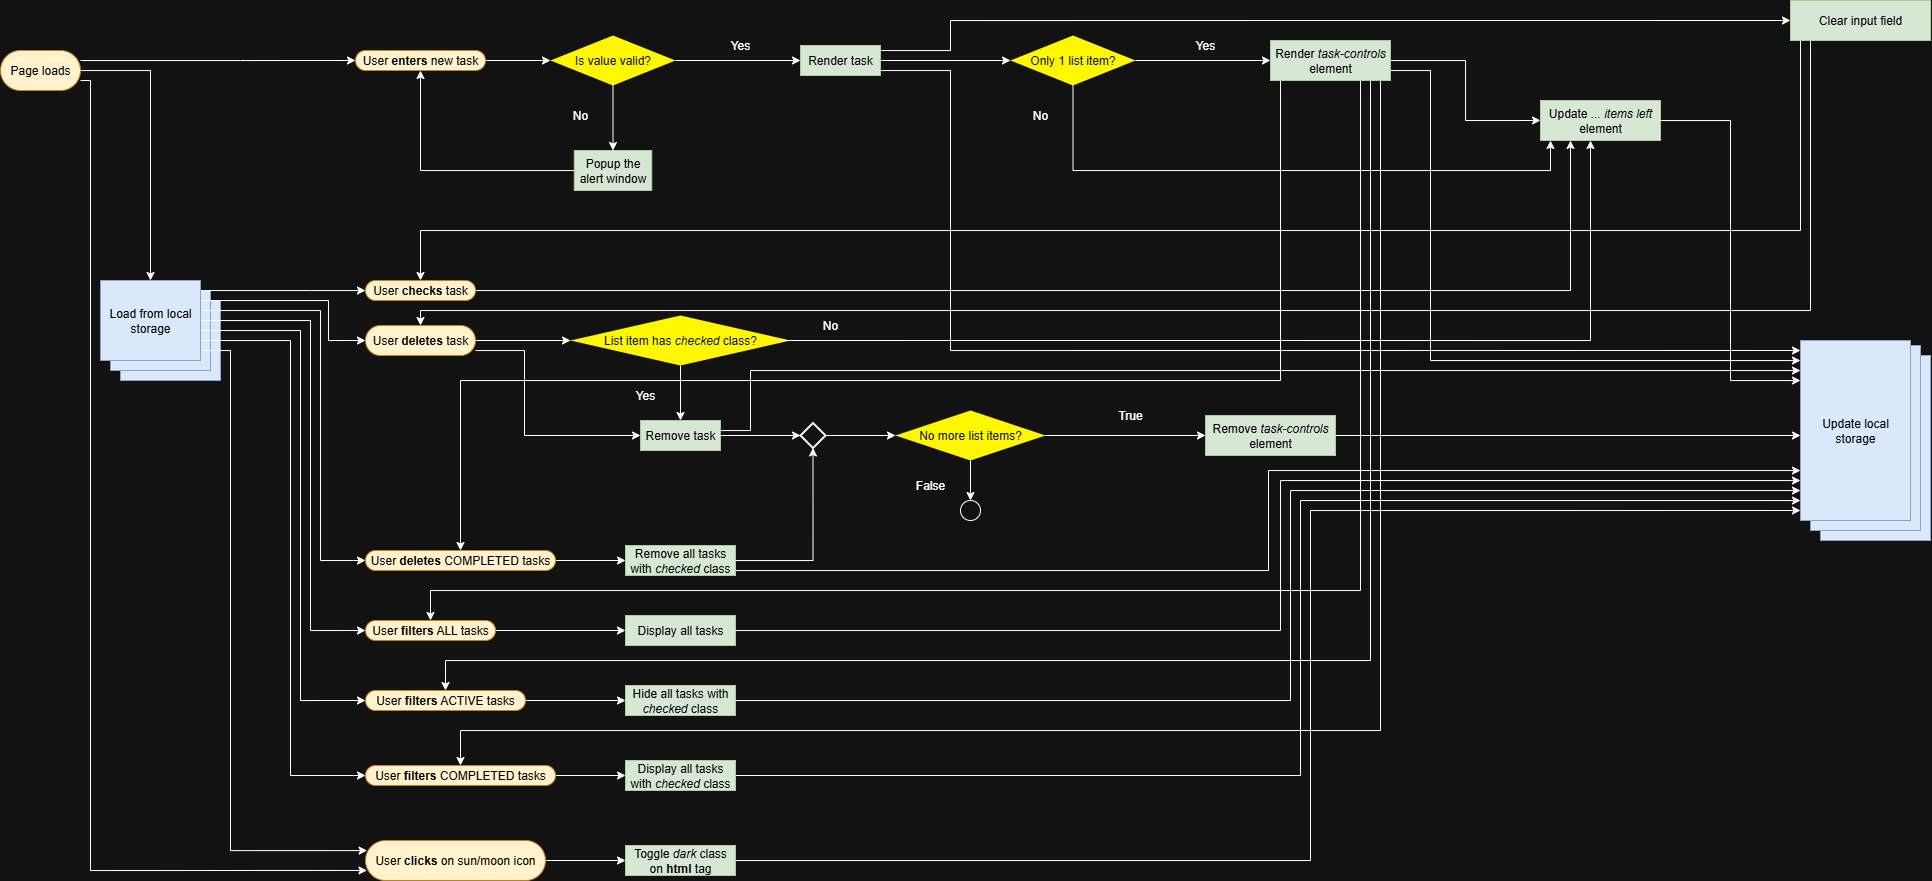 Clear input field
Page loads
User enters new task
Is value valid?
Yes
Render task
Only 1 list item?
Yes
Render task-controls
element
No
No
Update ... items left
element
Popup the
alert window
User checks task
Load from local
storage
User deletes task
List item has checked class?
No
Yes
Remove task
No more list items?
True
Remove task-controls
element
Update local
storage
False
User deletes COMPLETED tasks
Remove all tasks
with checked class
User filters ALL tasks
Display all tasks
User filters ACTIVE tasks
Hide all tasks with
checked class
User filters COMPLETED tasks
Display all tasks
with checked class
User clicks on sun/moon icon
Toggle dark class
on html tag